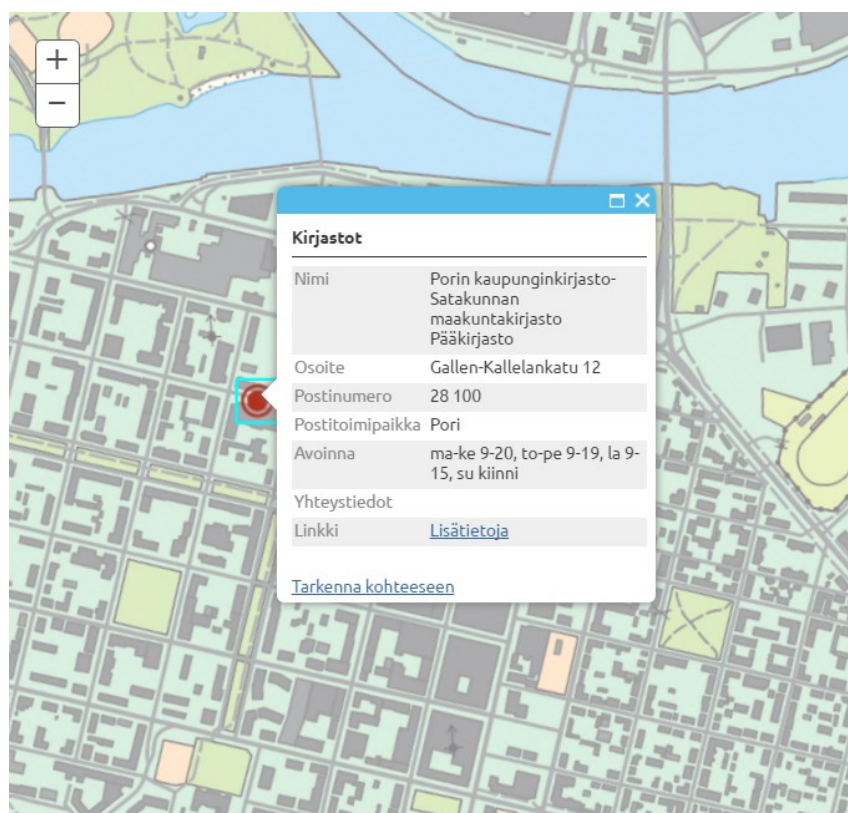 +
−
Kirjastot
Nimi Porin kaupunginkirjasto-
Satakunnan
maakuntakirjasto
Pääkirjasto
Osoite Gallen-Kallelankatu 12
Postinumero 28 100
Postitoimipaikka Pori
Avoinna ma-ke 9-20, to-pe 9-19, la 9-
15, su kiinni
Yhteystiedot
Linkki Lisätietoja
Tarkenna kohteeseen